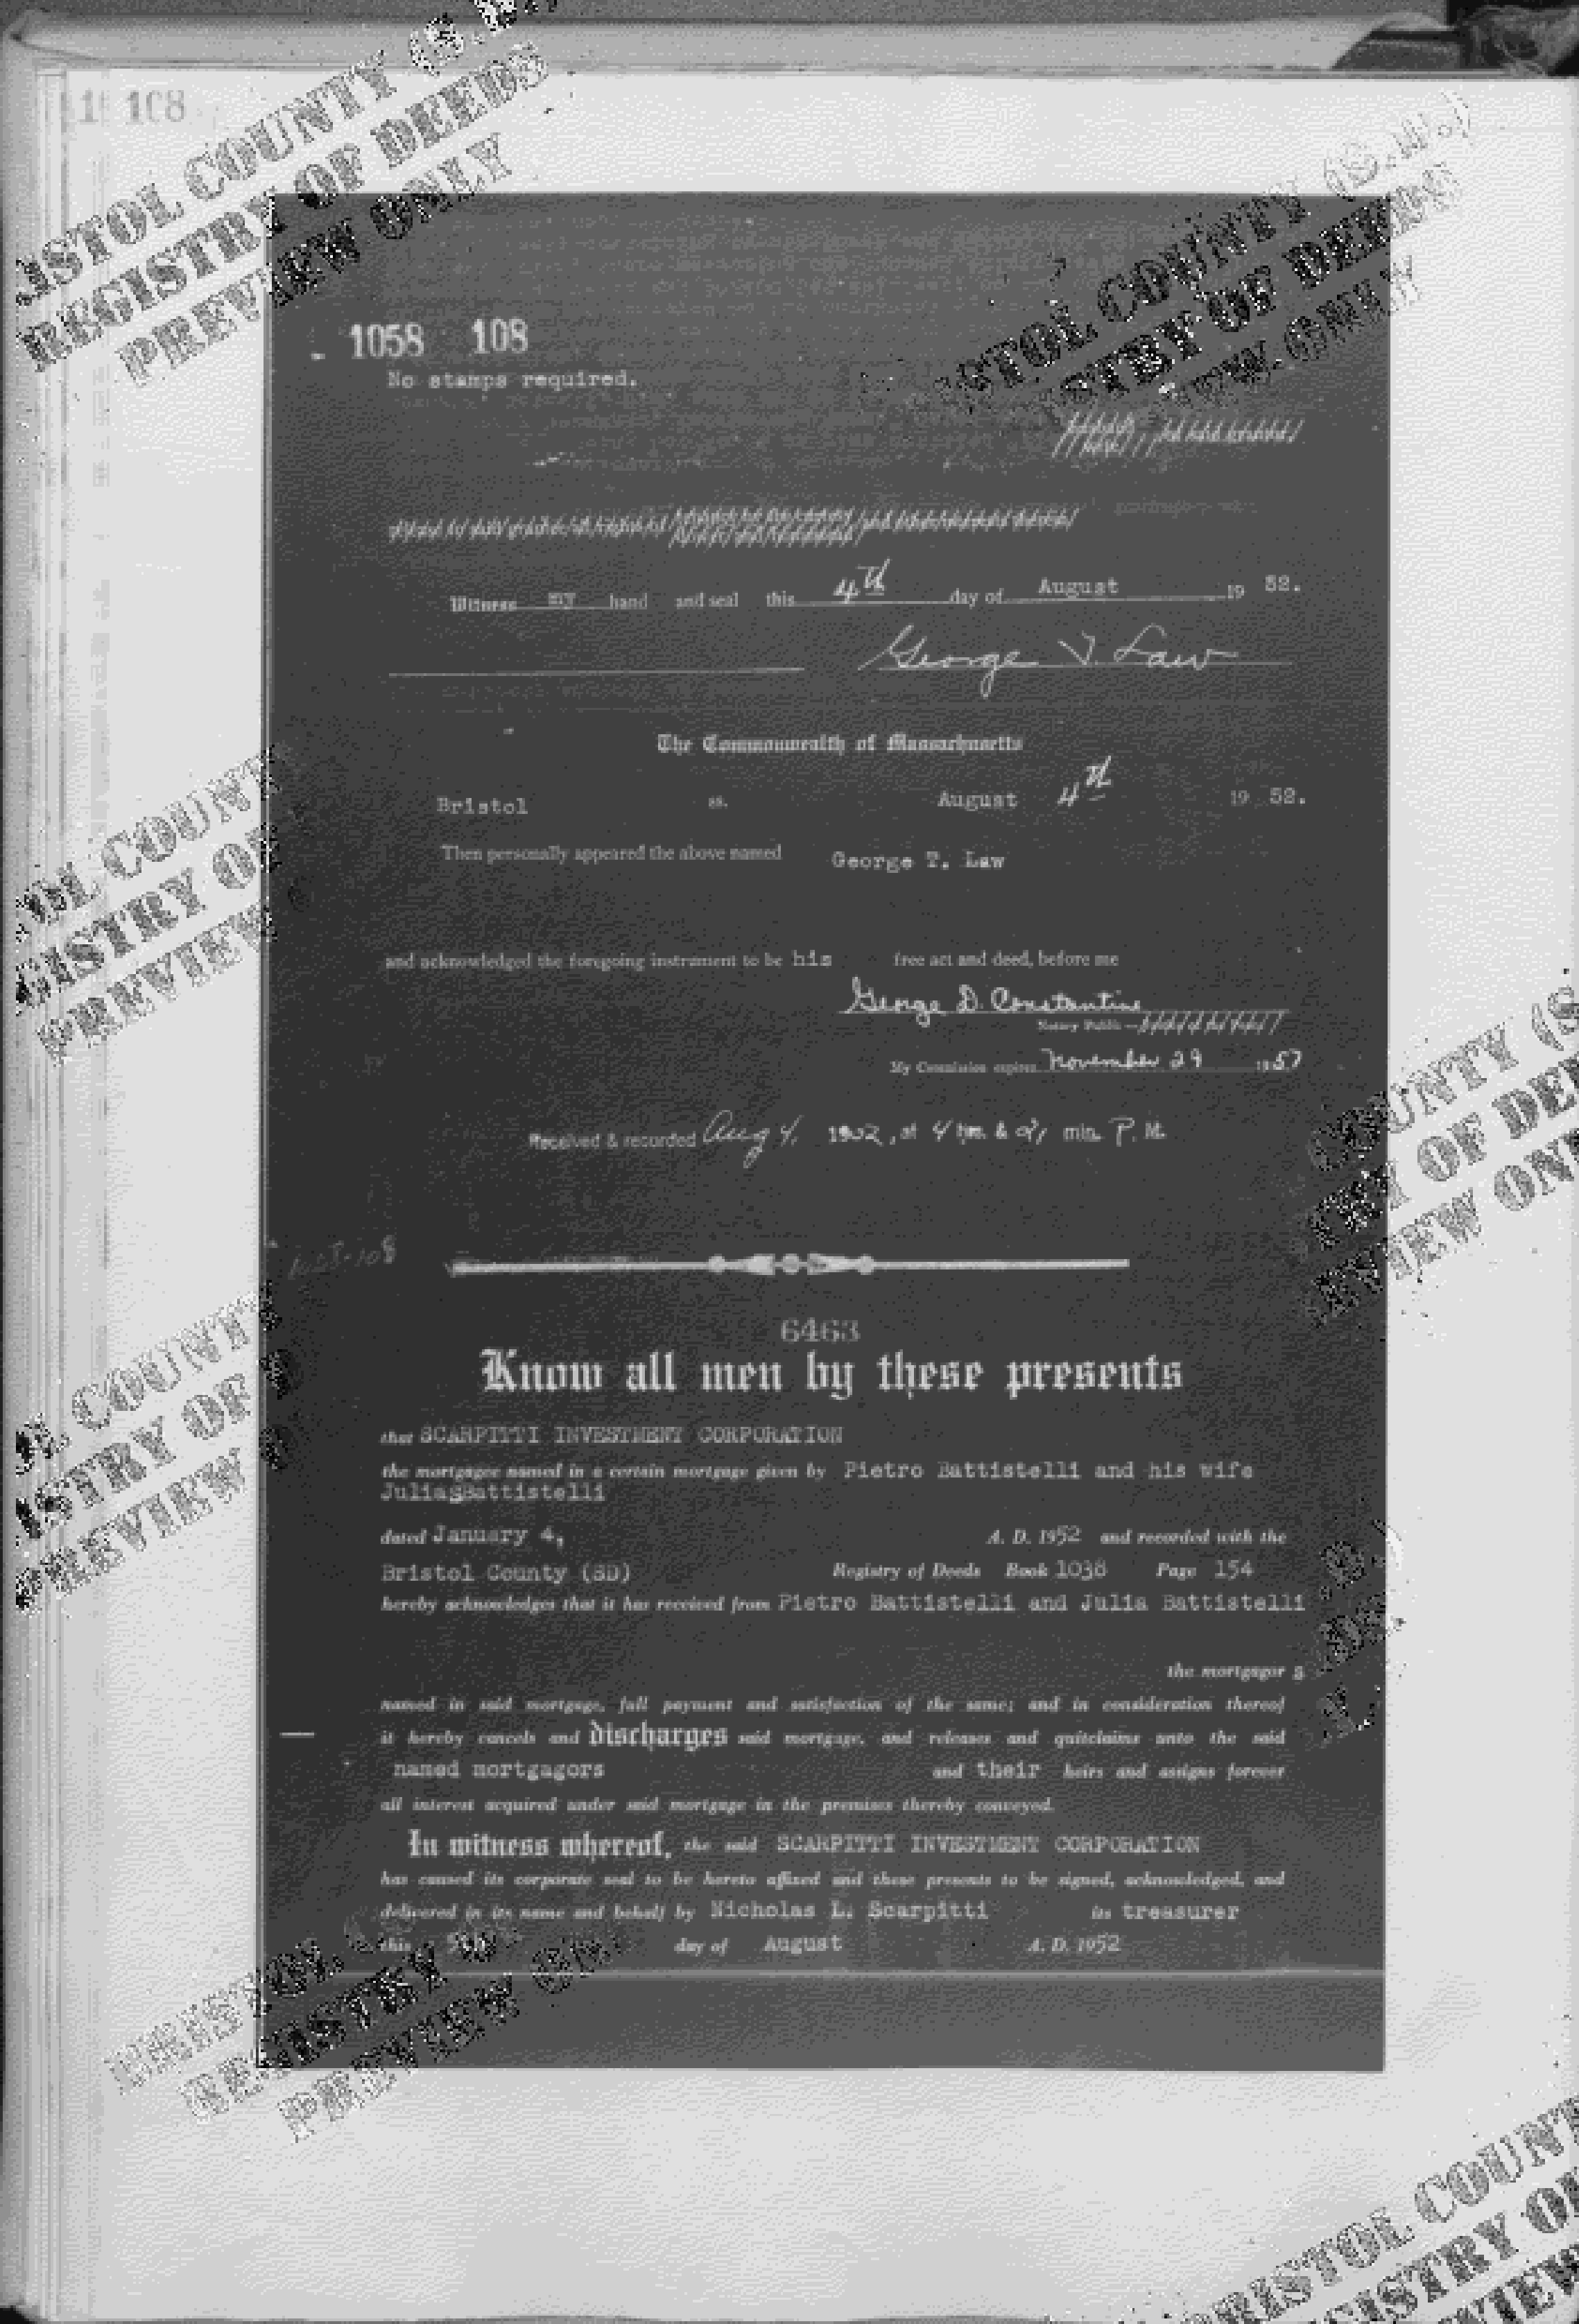 1 108
BRISTOL COUNTY (S.D.)
REGISTRY OF DEEDS
PREVIEW ONLY
1058 108
No stamps required.
Witness my hand and seal this 4th day of August 19 52.
George T. Law
The Commonwealth of Massachusetts
Bristol ss. August 4th 19 52.
Then personally appeared the above named George T. Law
and acknowledged the foregoing instrument to be his free act and deed, before me
George D. Constantine
Notary Public
My Commission expires November 29 1957
Received & recorded Aug 4, 1952, at 4 hrs. & min. P. M.
6463
Know all men by these presents
that SCARPITTI INVESTMENT CORPORATION
the mortgagee named in a certain mortgage given by Pietro Battistelli and his wife
Julia Battistelli
dated January 4, A. D. 1952 and recorded with the
Bristol County (SD) Registry of Deeds Book 1038 Page 154
hereby acknowledges that it has received from Pietro Battistelli and Julia Battistelli
the mortgagor s
named in said mortgage, full payment and satisfaction of the same; and in consideration thereof
it hereby cancels and Discharges said mortgage, and releases and quitclaims unto the said
named mortgagors and their heirs and assigns forever
all interest acquired under said mortgage in the premises thereby conveyed.
In witness whereof, the said SCARPITTI INVESTMENT CORPORATION
has caused its corporate seal to be hereto affixed and these presents to be signed, acknowledged, and
delivered in its name and behalf by Nicholas L. Scarpitti its treasurer
this day of August A. D. 1952